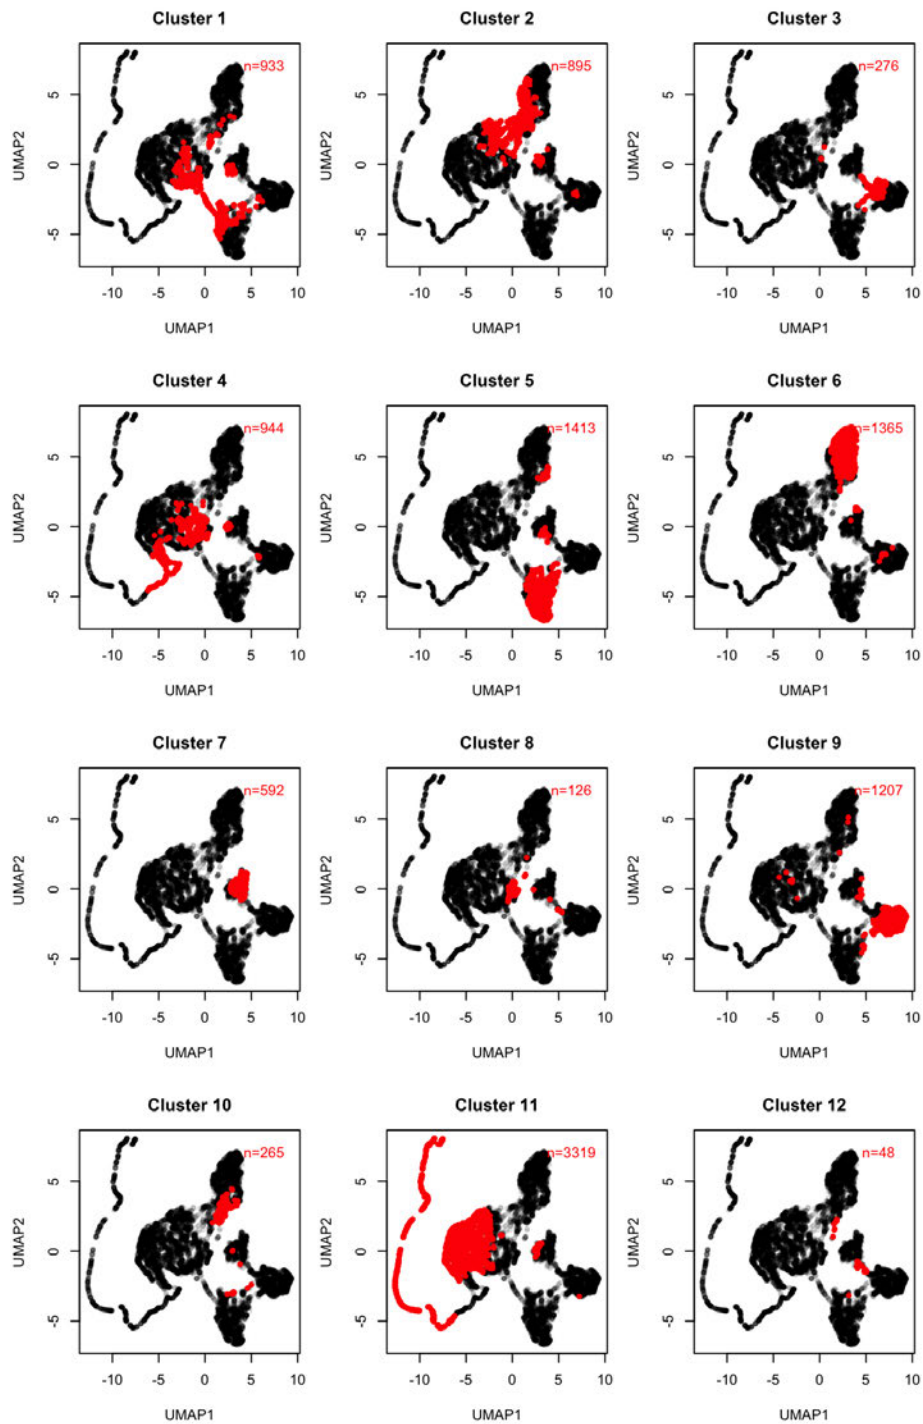 Cluster 1 Cluster 2 Cluster 3
n=933 n=895 n=276
5 5 5
UMAP2 UMAP2 UMAP2
0 0 0
-5 -5 -5
-10 -5 0 5 10 -10 -5 0 5 10 -10 -5 0 5 10
UMAP1 UMAP1 UMAP1
Cluster 4 Cluster 5 Cluster 6
n=944 n=1413 n=1365
5 5 5
UMAP2 UMAP2 UMAP2
0 0 0
-5 -5 -5
-10 -5 0 5 10 -10 -5 0 5 10 -10 -5 0 5 10
UMAP1 UMAP1 UMAP1
Cluster 7 Cluster 8 Cluster 9
n=592 n=126 n=1207
5 5 5
UMAP2 UMAP2 UMAP2
0 0 0
-5 -5 -5
-10 -5 0 5 10 -10 -5 0 5 10 -10 -5 0 5 10
UMAP1 UMAP1 UMAP1
Cluster 10 Cluster 11 Cluster 12
n=265 n=3319 n=48
5 5 5
UMAP2 UMAP2 UMAP2
0 0 0
-5 -5 -5
-10 -5 0 5 10 -10 -5 0 5 10 -10 -5 0 5 10
UMAP1 UMAP1 UMAP1